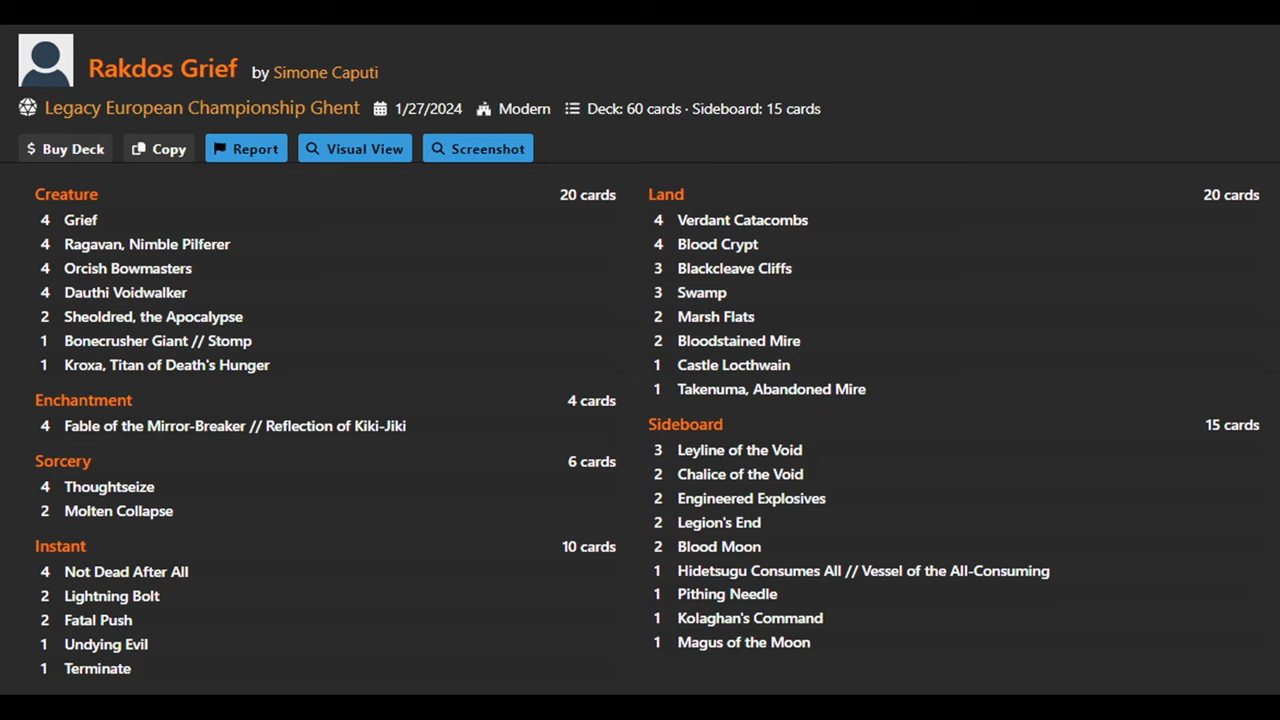 Rakdos Grief by Simone Caputi
Legacy European Championship Ghent 1/27/2024 Modern Deck: 60 cards · Sideboard: 15 cards
$ Buy Deck Copy Report Visual View Screenshot
Creature 20 cards
4 Grief
4 Ragavan, Nimble Pilferer
4 Orcish Bowmasters
4 Dauthi Voidwalker
2 Sheoldred, the Apocalypse
1 Bonecrusher Giant // Stomp
1 Kroxa, Titan of Death's Hunger
Enchantment 4 cards
4 Fable of the Mirror-Breaker // Reflection of Kiki-Jiki
Sorcery 6 cards
4 Thoughtseize
2 Molten Collapse
Instant 10 cards
4 Not Dead After All
2 Lightning Bolt
2 Fatal Push
1 Undying Evil
1 Terminate
Land 20 cards
4 Verdant Catacombs
4 Blood Crypt
3 Blackcleave Cliffs
3 Swamp
2 Marsh Flats
2 Bloodstained Mire
1 Castle Locthwain
1 Takenuma, Abandoned Mire
Sideboard 15 cards
3 Leyline of the Void
2 Chalice of the Void
2 Engineered Explosives
2 Legion's End
2 Blood Moon
1 Hidetsugu Consumes All // Vessel of the All-Consuming
1 Pithing Needle
1 Kolaghan's Command
1 Magus of the Moon